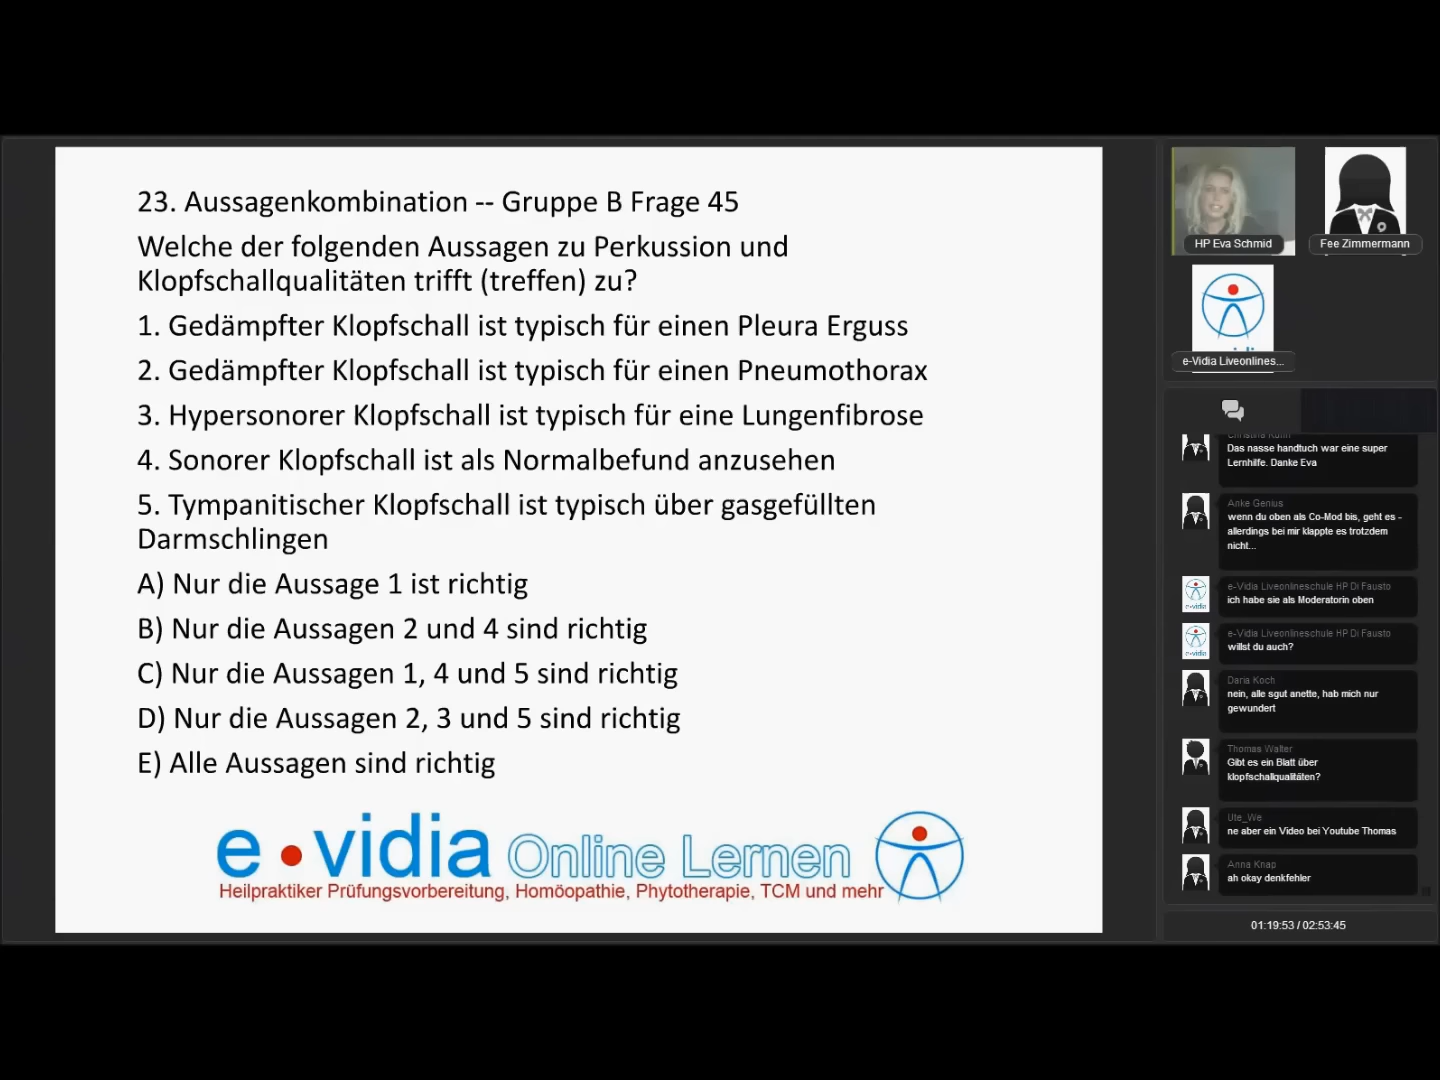 23. Aussagenkombination -- Gruppe B Frage 45
Welche der folgenden Aussagen zu Perkussion und
Klopfschallqualitäten trifft (treffen) zu?
1. Gedämpfter Klopfschall ist typisch für einen Pleura Erguss
2. Gedämpfter Klopfschall ist typisch für einen Pneumothorax
3. Hypersonorer Klopfschall ist typisch für eine Lungenfibrose
4. Sonorer Klopfschall ist als Normalbefund anzusehen
5. Tympanitischer Klopfschall ist typisch über gasgefüllten
Darmschlingen
A) Nur die Aussage 1 ist richtig
B) Nur die Aussagen 2 und 4 sind richtig
C) Nur die Aussagen 1, 4 und 5 sind richtig
D) Nur die Aussagen 2, 3 und 5 sind richtig
E) Alle Aussagen sind richtig
e vidia Online Lernen
Heilpraktiker Prüfungsvorbereitung, Homöopathie, Phytotherapie, TCM und mehr
HP Eva Schmid
Fee Zimmermann
e-Vidia Liveonlines...
Das nasse handtuch war eine super
Lernhilfe. Danke Eva
Anke Genius
wenn du oben als Co-Mod bis, geht es -
allerdings bei mir klappte es trotzdem
nicht...
e-Vidia Liveonlineschule HP Di Fausto
ich habe sie als Moderatorin oben
e-Vidia Liveonlineschule HP Di Fausto
willst du auch?
Daria Koch
nein, alle sgut anette, hab mich nur
gewundert
Thomas Walter
Gibt es ein Blatt über
klopfschallqualitäten?
Ute_We
ne aber ein Video bei Youtube Thomas
Anna Knap
ah okay denkfehler
01:19:53 / 02:53:45